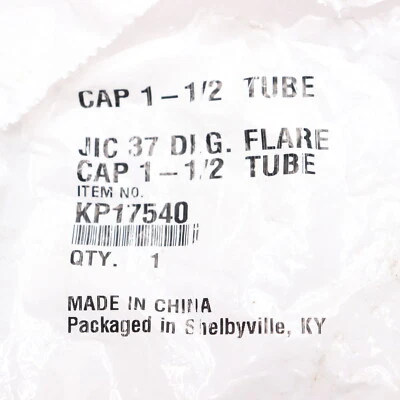 CAP 1-1/2 TUBE
JIC 37 DEG. FLARE
CAP 1-1/2 TUBE
ITEM NO.
KP17540
QTY. 1
MADE IN CHINA
Packaged in Shelbyville, KY